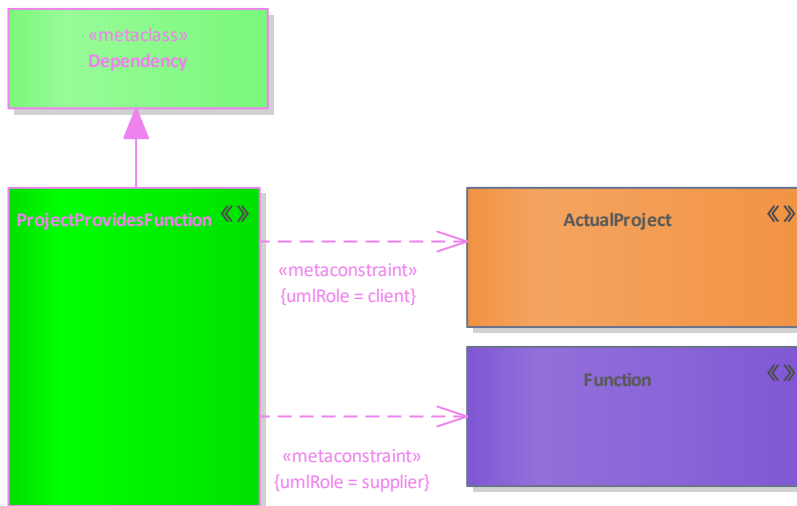 «metaclass»
Dependency
ProjectProvidesFunction «»
«metaconstraint»
{umlRole = client}
ActualProject «»
«metaconstraint»
{umlRole = supplier}
Function «»